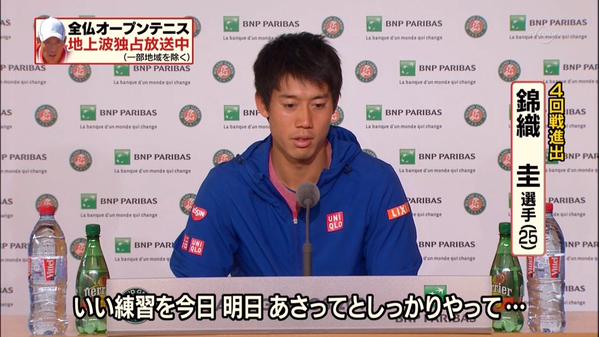 全仏オープンテニス
地上波独占放送中
(一部地域を除く)
BNP PARIBAS
La banque d'un monde qui change
4回戦進出
錦織 圭選手 25
UNIQLO
LIXIL
Vittel
Perrier
いい練習を今日 明日 あさってとしっかりやって…